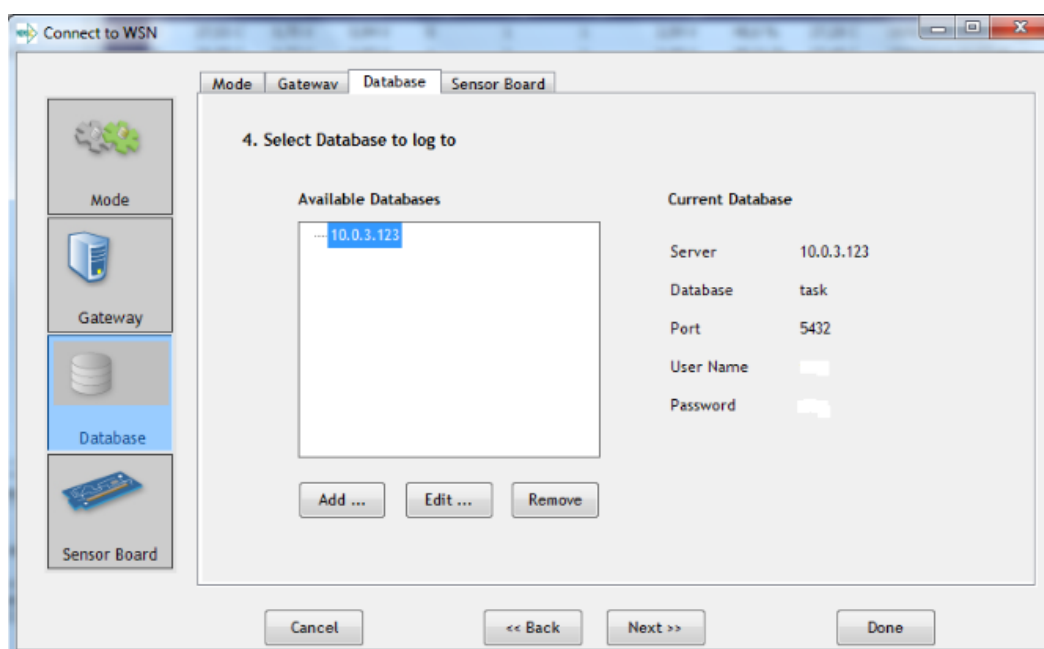 Connect to WSN
Mode Gateway Database Sensor Board
Mode
Gateway
Database
Sensor Board
4. Select Database to log to
Available Databases
10.0.3.123
Add ... Edit ... Remove
Current Database
Server 10.0.3.123
Database task
Port 5432
User Name
Password
Cancel << Back Next >> Done